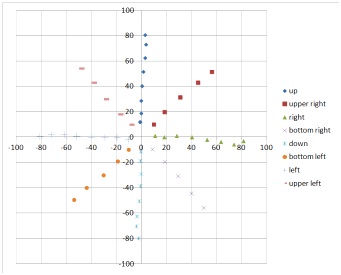 100
80
60
40
20
0
-100 -80 -60 -40 -20 0 20 40 60 80 100
-20
-40
-60
-80
-100
up
upper right
right
bottom right
down
bottom left
left
upper left